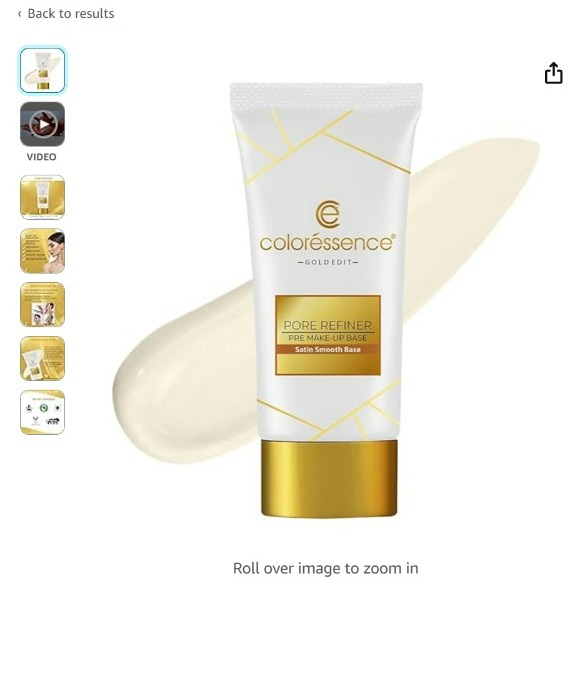 ‹ Back to results
VIDEO
coloréssence®
GOLD EDIT
PORE REFINER
PRE MAKE-UP BASE
Satin Smooth Base
Roll over image to zoom in